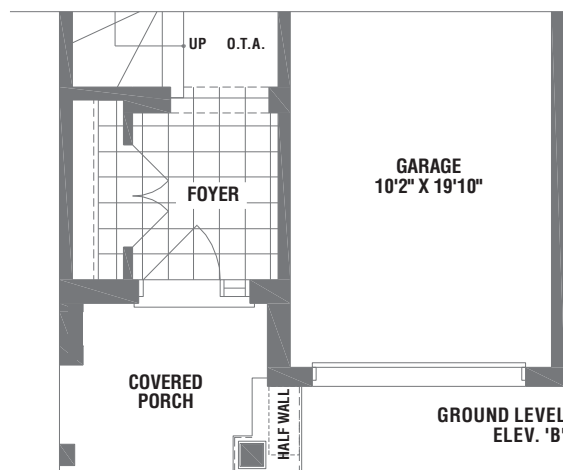 UP O.T.A.
GARAGE
10'2" X 19'10"
FOYER
COVERED
PORCH
HALF WALL
GROUND LEVEL
ELEV. 'B'